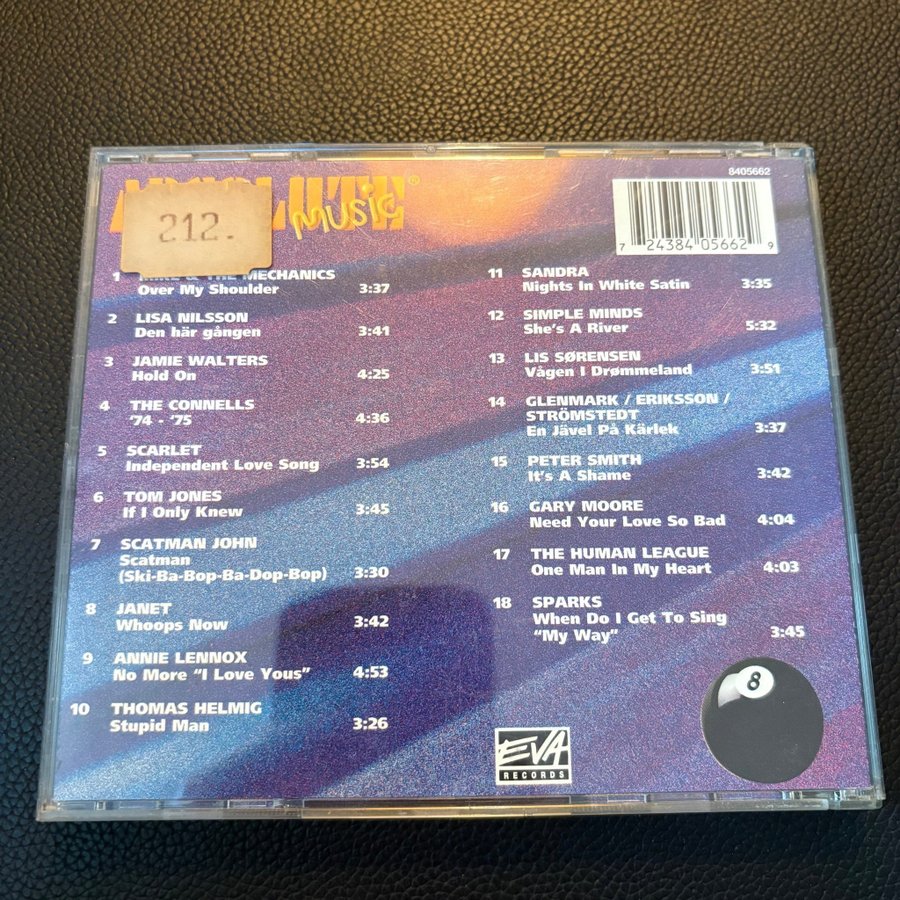 212.
MUSIC®
8405662
7 24384 05662 9
1 MIKE & THE MECHANICS
Over My Shoulder 3:37
2 LISA NILSSON
Den här gången 3:41
3 JAMIE WALTERS
Hold On 4:25
4 THE CONNELLS
'74 - '75 4:36
5 SCARLET
Independent Love Song 3:54
6 TOM JONES
If I Only Knew 3:45
7 SCATMAN JOHN
Scatman
(Ski-Ba-Bop-Ba-Dop-Bop) 3:30
8 JANET
Whoops Now 3:42
9 ANNIE LENNOX
No More "I Love Yous" 4:53
10 THOMAS HELMIG
Stupid Man 3:26
11 SANDRA
Nights In White Satin 3:35
12 SIMPLE MINDS
She's A River 5:32
13 LIS SØRENSEN
Vågen I Drømmeland 3:51
14 GLENMARK / ERIKSSON /
STRÖMSTEDT
En Jävel På Kärlek 3:37
15 PETER SMITH
It's A Shame 3:42
16 GARY MOORE
Need Your Love So Bad 4:04
17 THE HUMAN LEAGUE
One Man In My Heart 4:03
18 SPARKS
When Do I Get To Sing
"My Way" 3:45
8
EVA
RECORDS